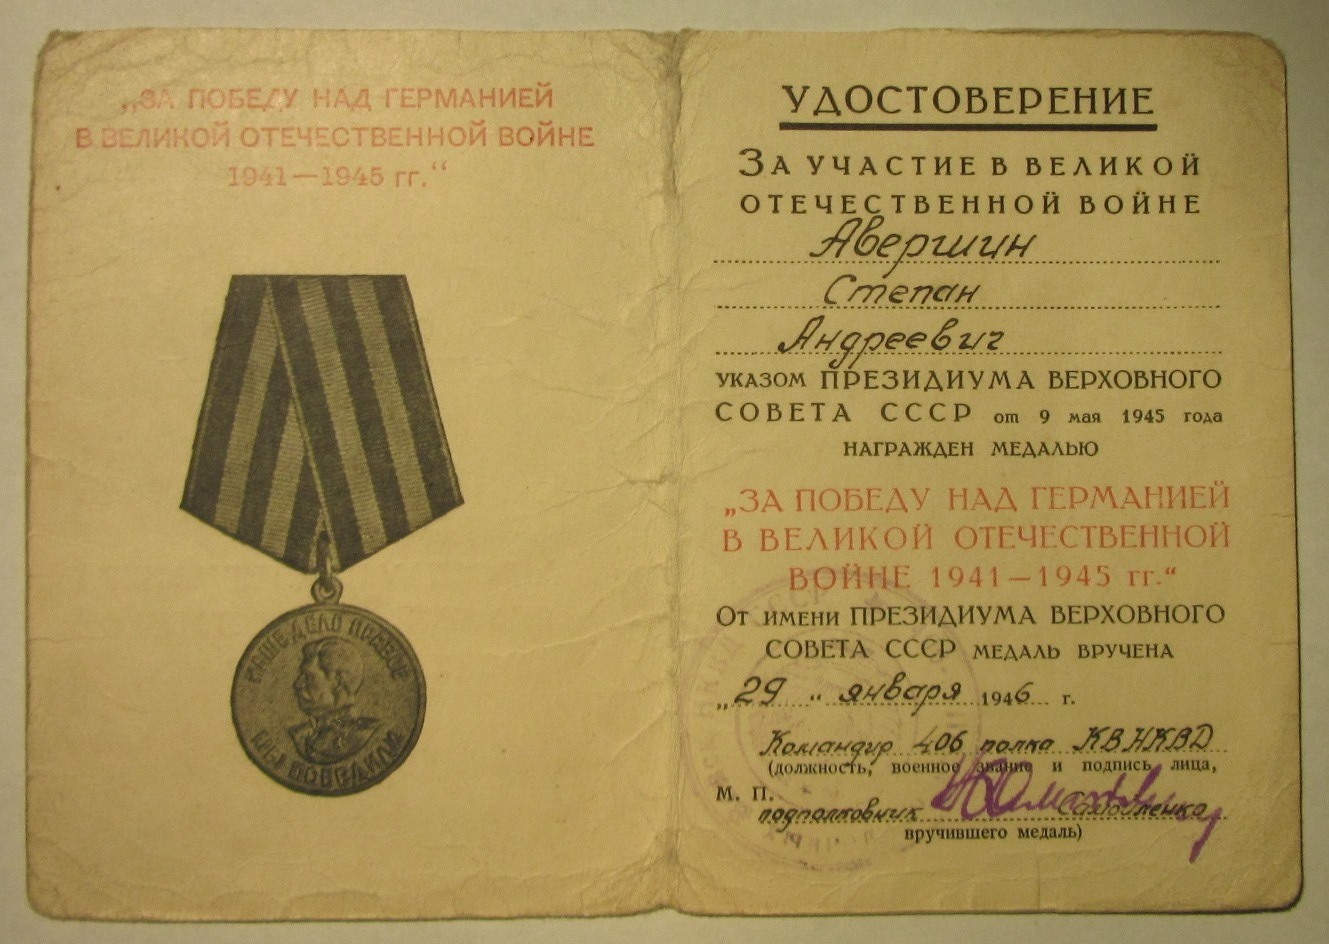 „ЗА ПОБЕДУ НАД ГЕРМАНИЕЙ
В ВЕЛИКОЙ ОТЕЧЕСТВЕННОЙ ВОЙНЕ
1941—1945 гг.“
НАШЕ ДЕЛО ПРАВОЕ
МЫ ПОБЕДИЛИ
УДОСТОВЕРЕНИЕ
ЗА УЧАСТИЕ В ВЕЛИКОЙ
ОТЕЧЕСТВЕННОЙ ВОЙНЕ
Авершин
Степан
Андреевич
УКАЗОМ ПРЕЗИДИУМА ВЕРХОВНОГО
СОВЕТА СССР от 9 мая 1945 года
НАГРАЖДЕН МЕДАЛЬЮ
„ЗА ПОБЕДУ НАД ГЕРМАНИЕЙ
В ВЕЛИКОЙ ОТЕЧЕСТВЕННОЙ
ВОЙНЕ 1941—1945 гг.“
ОТ ИМЕНИ ПРЕЗИДИУМА ВЕРХОВНОГО
СОВЕТА СССР МЕДАЛЬ ВРУЧЕНА
„29“ января 1946 г.
Командир 406 полка КВНКВД
(должность, военное звание и подпись лица,
М. П.
подполковник
вручившего медаль)
НКВД СССР